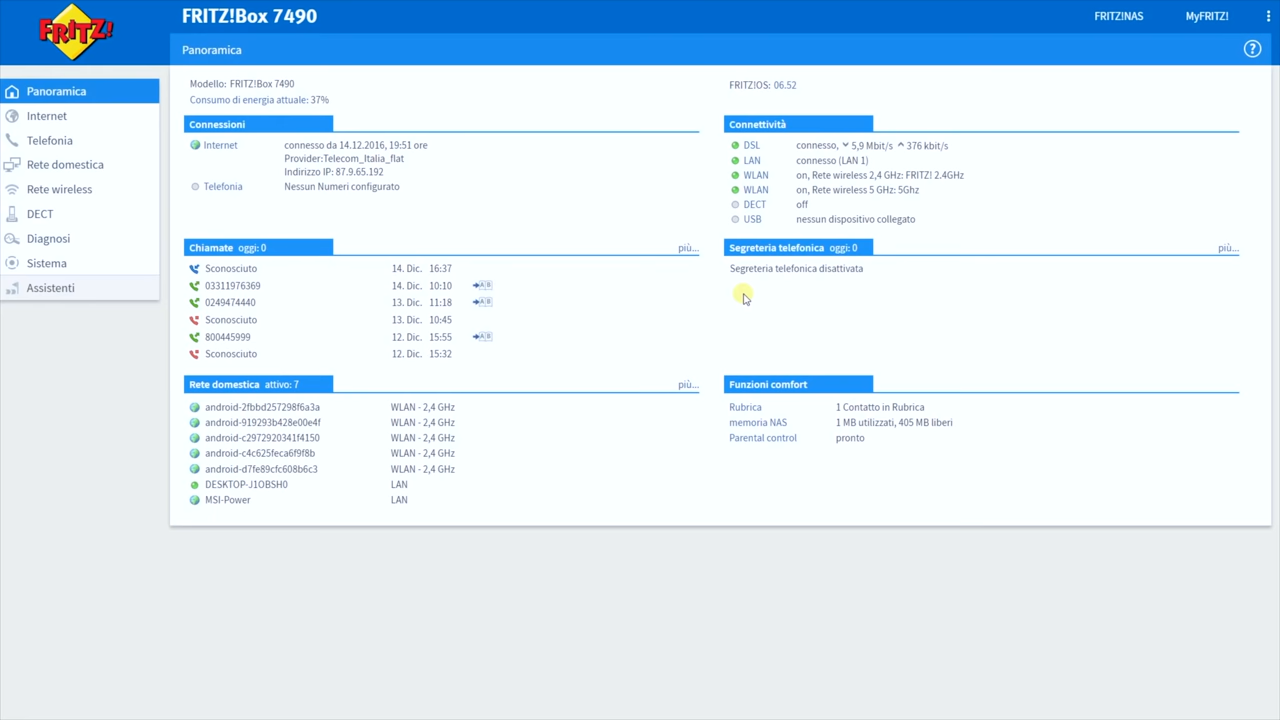 FRITZ!
FRITZ!Box 7490
FRITZ!NAS
MyFRITZ!
Panoramica
Panoramica
Internet
Telefonia
Rete domestica
Rete wireless
DECT
Diagnosi
Sistema
Assistenti
Modello: FRITZ!Box 7490
Consumo di energia attuale: 37%
FRITZ!OS: 06.52
Connessioni
Internet connesso da 14.12.2016, 19:51 ore
Provider:Telecom_Italia_flat
Indirizzo IP: 87.9.65.192
Telefonia Nessun Numeri configurato
Connettività
DSL connesso, 5,9 Mbit/s 376 kbit/s
LAN connesso (LAN 1)
WLAN on, Rete wireless 2,4 GHz: FRITZ! 2.4GHz
WLAN on, Rete wireless 5 GHz: 5Ghz
DECT off
USB nessun dispositivo collegato
Chiamate oggi: 0 più...
Sconosciuto 14. Dic. 16:37
03311976369 14. Dic. 10:10
0249474440 13. Dic. 11:18
Sconosciuto 13. Dic. 10:45
800445999 12. Dic. 15:55
Sconosciuto 12. Dic. 15:32
Segreteria telefonica oggi: 0 più...
Segreteria telefonica disattivata
Rete domestica attivo: 7 più...
android-2fbbd257298f6a3a WLAN - 2,4 GHz
android-919293b428e00e4f WLAN - 2,4 GHz
android-c2972920341f4150 WLAN - 2,4 GHz
android-c4c625feca6f9f8b WLAN - 2,4 GHz
android-d7fe89cfc608b6c3 WLAN - 2,4 GHz
DESKTOP-J1OBSH0 LAN
MSI-Power LAN
Funzioni comfort
Rubrica 1 Contatto in Rubrica
memoria NAS 1 MB utilizzati, 405 MB liberi
Parental control pronto